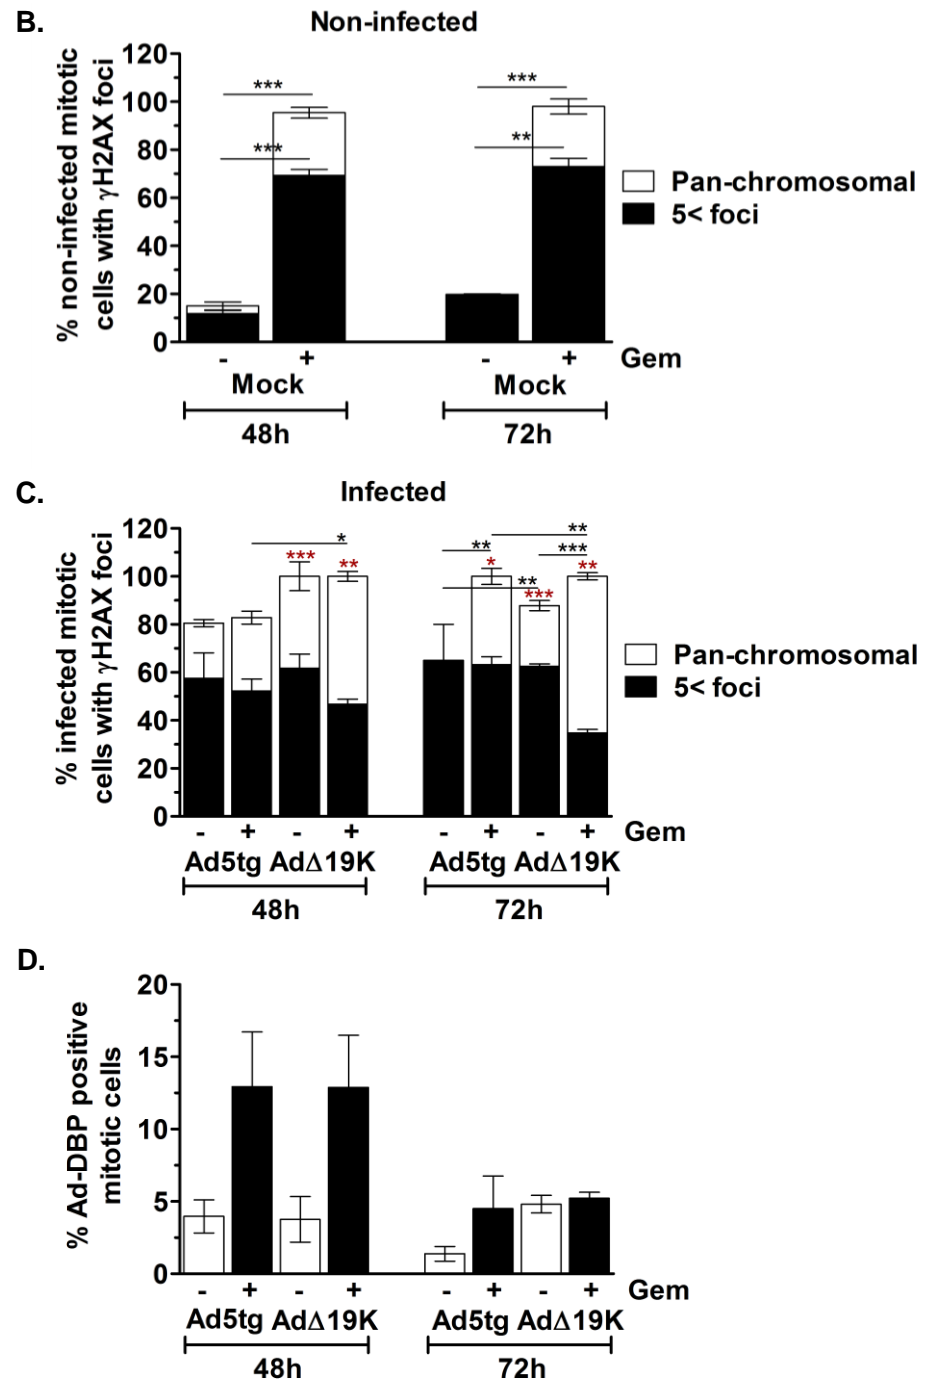 B.
Non-infected
% non-infected mitotic
cells with γH2AX foci
120
100
80
60
40
20
0
***
***
***
**
Pan-chromosomal
5< foci
- + - + Gem
Mock Mock
48h 72h
C.
Infected
% infected mitotic
cells with γH2AX foci
120
100
80
60
40
20
0
*
***
**
**
**
***
*
**
**
***
Pan-chromosomal
5< foci
- + - + - + - + Gem
Ad5tg AdΔ19K Ad5tg AdΔ19K
48h 72h
D.
% Ad-DBP positive
mitotic cells
20
15
10
5
0
- + - + - + - + Gem
Ad5tg AdΔ19K Ad5tg AdΔ19K
48h 72h